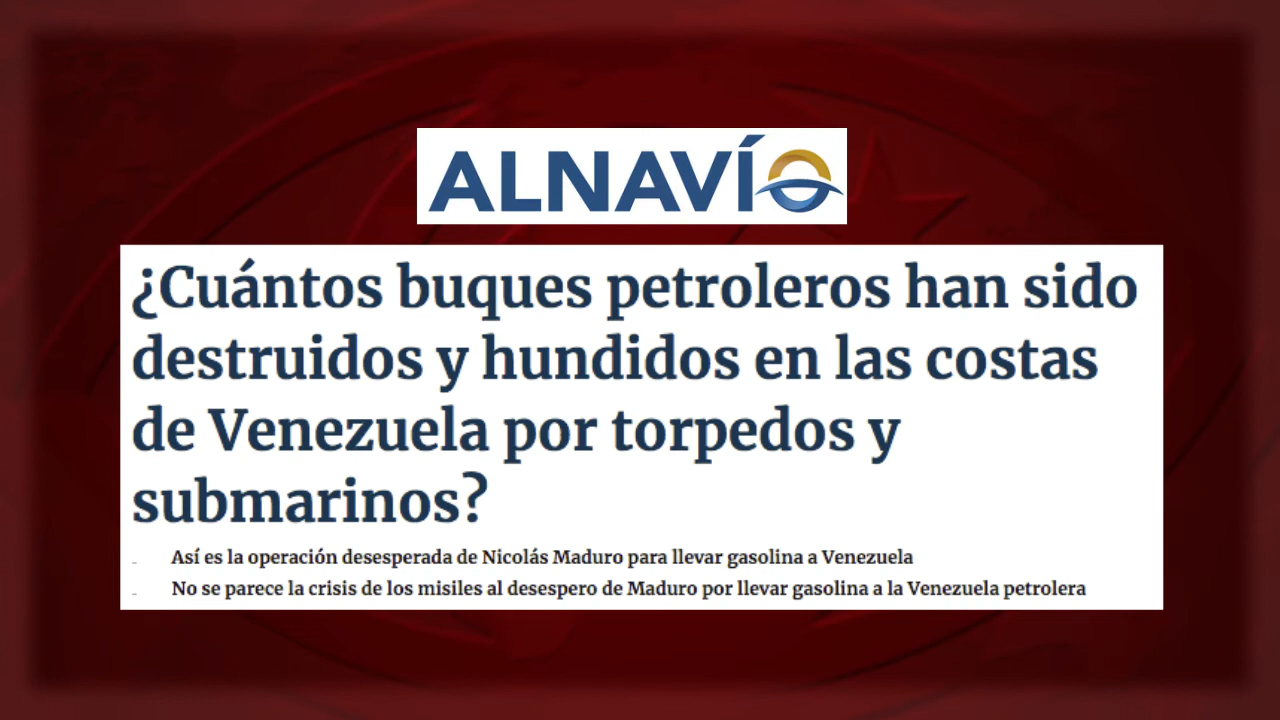 ALNAVÍO
¿Cuántos buques petroleros han sido
destruidos y hundidos en las costas
de Venezuela por torpedos y
submarinos?
- Así es la operación desesperada de Nicolás Maduro para llevar gasolina a Venezuela
- No se parece la crisis de los misiles al desespero de Maduro por llevar gasolina a la Venezuela petrolera